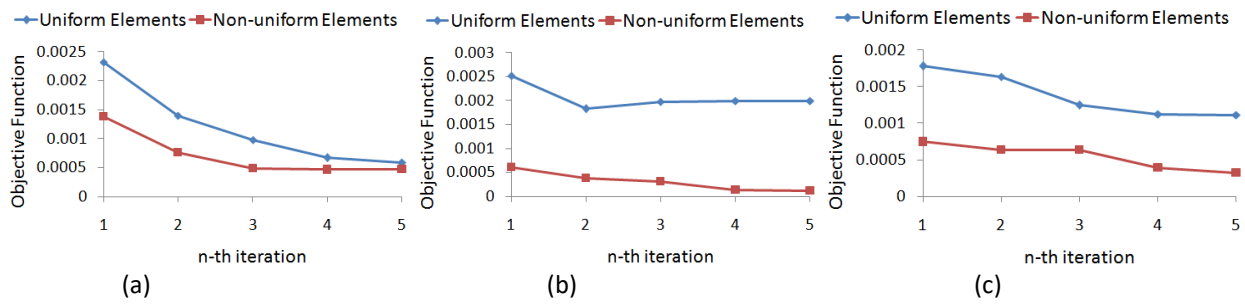 Uniform Elements Non-uniform Elements
Objective Function
0.0025
0.002
0.0015
0.001
0.0005
0
1 2 3 4 5
n-th iteration
(a)
Uniform Elements Non-uniform Elements
Objective Function
0.003
0.0025
0.002
0.0015
0.001
0.0005
0
1 2 3 4 5
n-th iteration
(b)
Uniform Elements Non-uniform Elements
Objective Function
0.002
0.0015
0.001
0.0005
0
1 2 3 4 5
n-th iteration
(c)